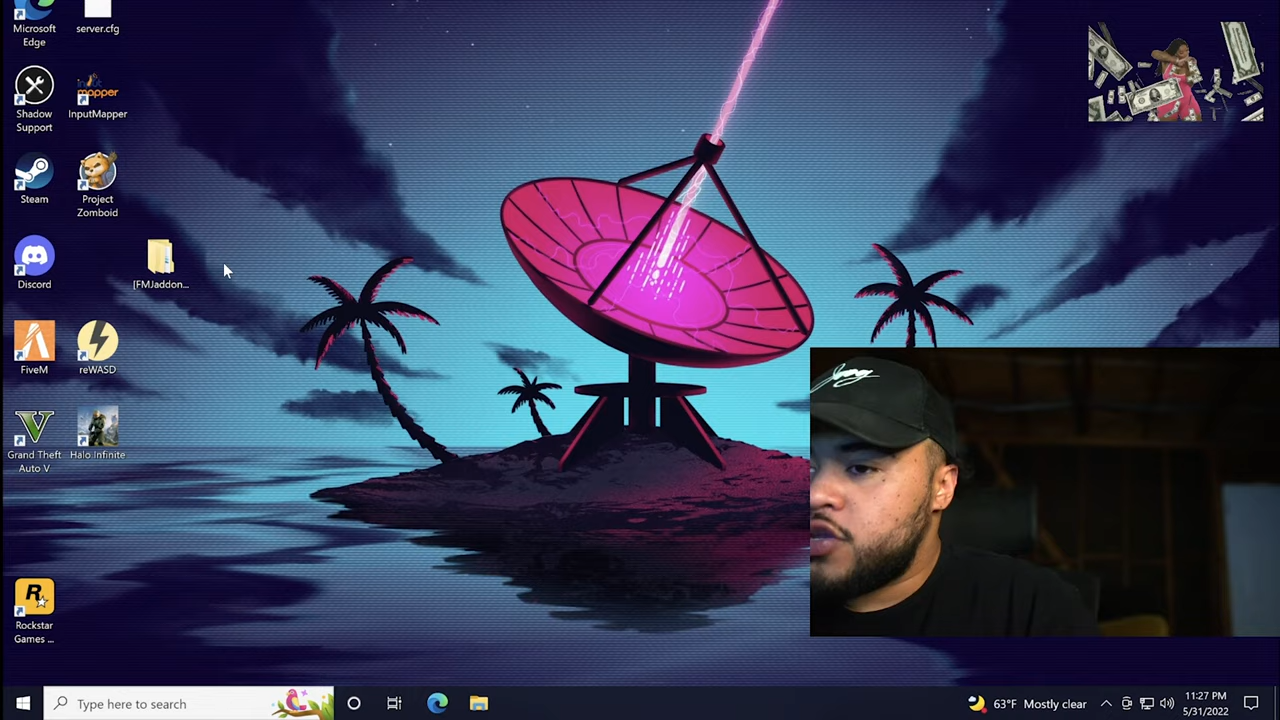 Microsoft
Edge
server.cfg
Shadow
Support
InputMapper
Steam
Project
Zomboid
Discord
[FMJaddon...
FiveM
reWASD
Grand Theft
Auto V
Halo Infinite
Rockstar
Games ...
Type here to search
63°F Mostly clear
11:27 PM
5/31/2022